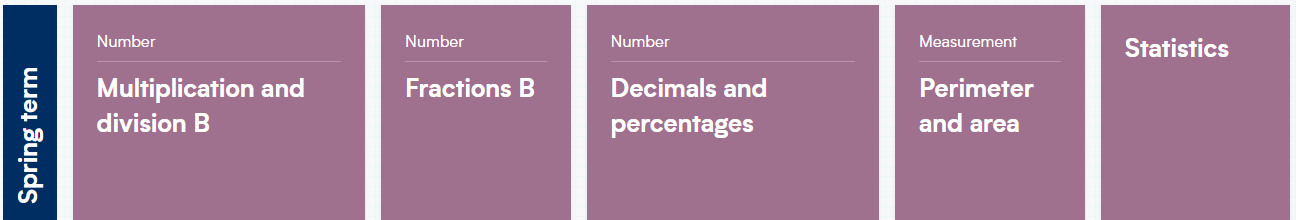 Spring term
Number
Multiplication and
division B
Number
Fractions B
Number
Decimals and
percentages
Measurement
Perimeter
and area
Statistics